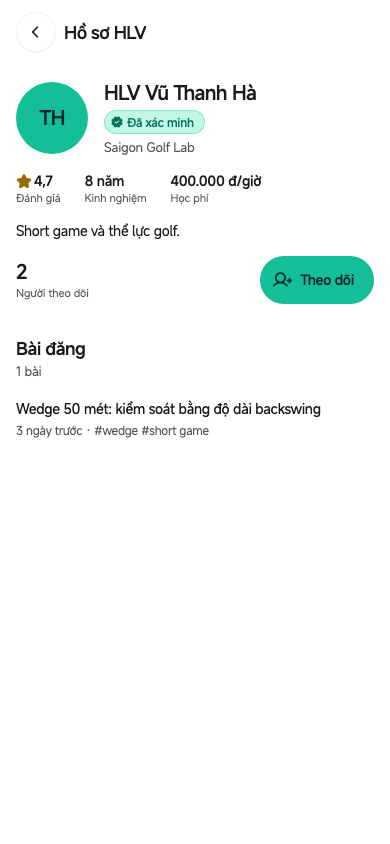 Hồ sơ HLV
TH
HLV Vũ Thanh Hà
Đã xác minh
Saigon Golf Lab
4,7
Đánh giá
8 năm
Kinh nghiệm
400.000 đ/giờ
Học phí
Short game và thể lực golf.
2
Người theo dõi
Theo dõi
Bài đăng
1 bài
Wedge 50 mét: kiểm soát bằng độ dài backswing
3 ngày trước · #wedge #short game